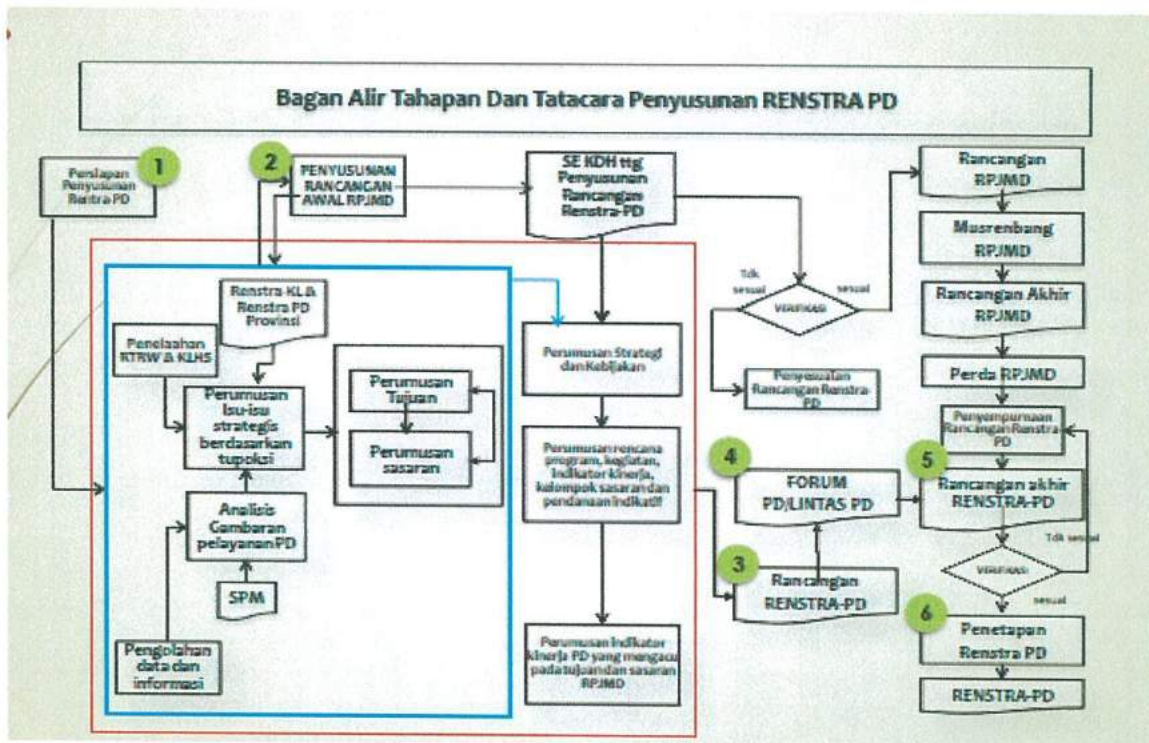 Bagan Alir Tahapan Dan Tatacara Penyusunan RENSTRA PD
1
Persiapan
Penyusunan
Rentra PD
2
PENYUSUNAN
RANCANGAN
AWAL RPJMD
SE KDH ttg
Penyusunan
Rancangan
Renstra-PD
Rancangan
RPJMD
Musrenbang
RPJMD
Rancangan Akhir
RPJMD
Perda RPJMD
Penyempurnaan
Rancangan Renstra-
PD
Tdk
sesuai
sesuai
VERIFIKASI
Penyesuaian
Rancangan Renstra-
PD
Renstra-KL &
Renstra PD
Provinsi
Penelaahan
RTRW & KLHS
Perumusan
Isu-isu
strategis
berdasarkan
tupoksi
Perumusan
Tujuan
Perumusan
sasaran
Analisis
Gambaran
pelayanan PD
SPM
Pengolahan
data dan
informasi
Perumusan Strategi
dan Kebijakan
Perumusan rencana
program, kegiatan,
indikator kinerja,
kelompok sasaran dan
pendanaan indikatif
Perumusan indikator
kinerja PD yang mengacu
pada tujuan dan sasaran
RPJMD
3
Rancangan
RENSTRA-PD
4
FORUM
PD/LINTAS PD
5
Rancangan akhir
RENSTRA-PD
Tdk sesuai
VERIFIKASI
sesuai
6
Penetapan
Renstra PD
RENSTRA-PD